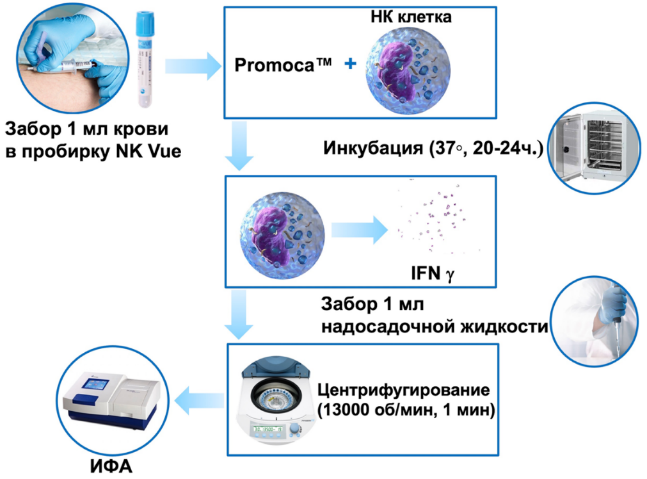 НК клетка
Promoca™ +
Забор 1 мл крови
в пробирку NK Vue
Инкубация (37◦, 20-24ч.)
IFN γ
Забор 1 мл
надосадочной жидкости
Центрифугирование
(13000 об/мин, 1 мин)
ИФА